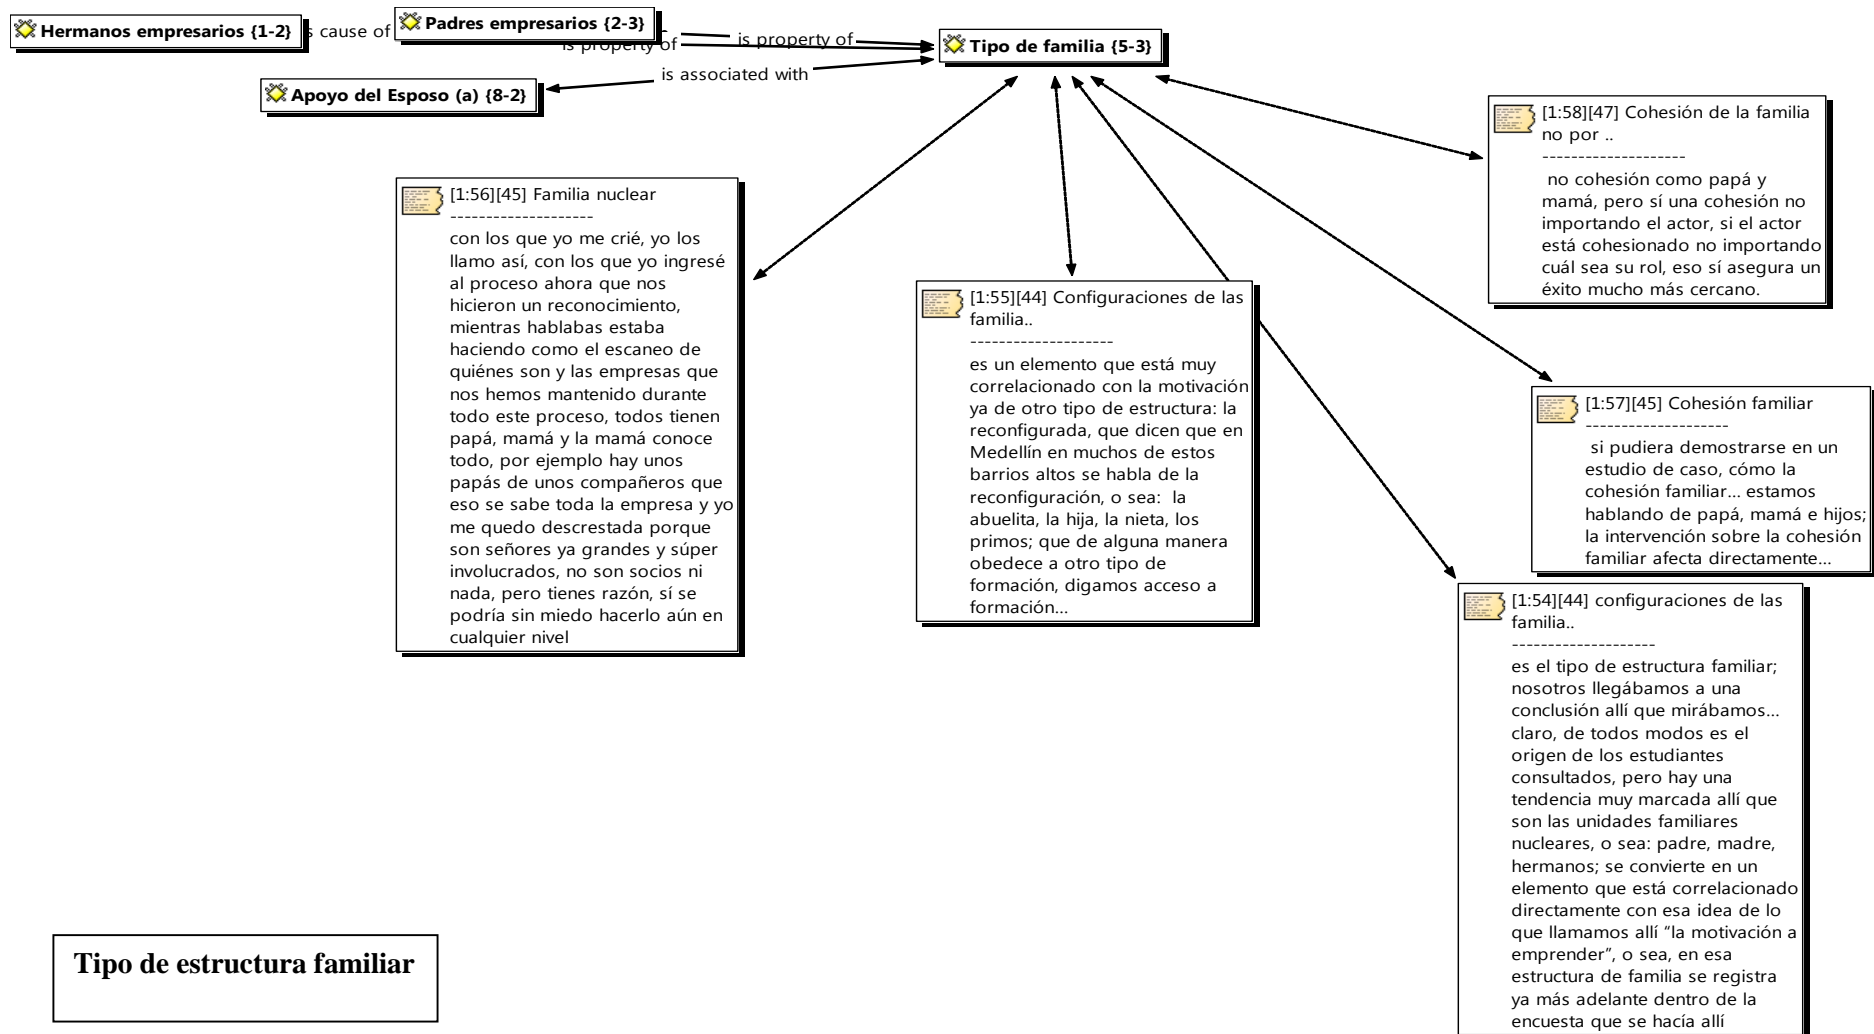 Hermanos empresarios {1-2}
cause of
Padres empresarios {2-3}
is property of
is property of
Tipo de familia {5-3}
is associated with
Apoyo del Esposo (a) {8-2}
[1:58][47] Cohesión de la familia
no por ..
--------------------
no cohesión como papá y
mamá, pero sí una cohesión no
importando el actor, si el actor
está cohesionado no importando
cuál sea su rol, eso sí asegura un
éxito mucho más cercano.
[1:56][45] Familia nuclear
--------------------
con los que yo me crié, yo los
llamo así, con los que yo ingresé
al proceso ahora que nos
hicieron un reconocimiento,
mientras hablabas estaba
haciendo como el escaneo de
quiénes son y las empresas que
nos hemos mantenido durante
todo este proceso, todos tienen
papá, mamá y la mamá conoce
todo, por ejemplo hay unos
papás de unos compañeros que
eso se sabe toda la empresa y yo
me quedo descrestada porque
son señores ya grandes y súper
involucrados, no son socios ni
nada, pero tienes razón, sí se
podría sin miedo hacerlo aún en
cualquier nivel
[1:55][44] Configuraciones de las
familia..
--------------------
es un elemento que está muy
correlacionado con la motivación
ya de otro tipo de estructura: la
reconfigurada, que dicen que en
Medellín en muchos de estos
barrios altos se habla de la
reconfiguración, o sea:  la
abuelita, la hija, la nieta, los
primos; que de alguna manera
obedece a otro tipo de
formación, digamos acceso a
formación...
[1:57][45] Cohesión familiar
--------------------
si pudiera demostrarse en un
estudio de caso, cómo la
cohesión familiar... estamos
hablando de papá, mamá e hijos;
la intervención sobre la cohesión
familiar afecta directamente...
[1:54][44] configuraciones de las
familia..
--------------------
es el tipo de estructura familiar;
nosotros llegábamos a una
conclusión allí que mirábamos...
claro, de todos modos es el
origen de los estudiantes
consultados, pero hay una
tendencia muy marcada allí que
son las unidades familiares
nucleares, o sea: padre, madre,
hermanos; se convierte en un
elemento que está correlacionado
directamente con esa idea de lo
que llamamos allí "la motivación a
emprender", o sea, en esa
estructura de familia se registra
ya más adelante dentro de la
encuesta que se hacía allí
Tipo de estructura familiar